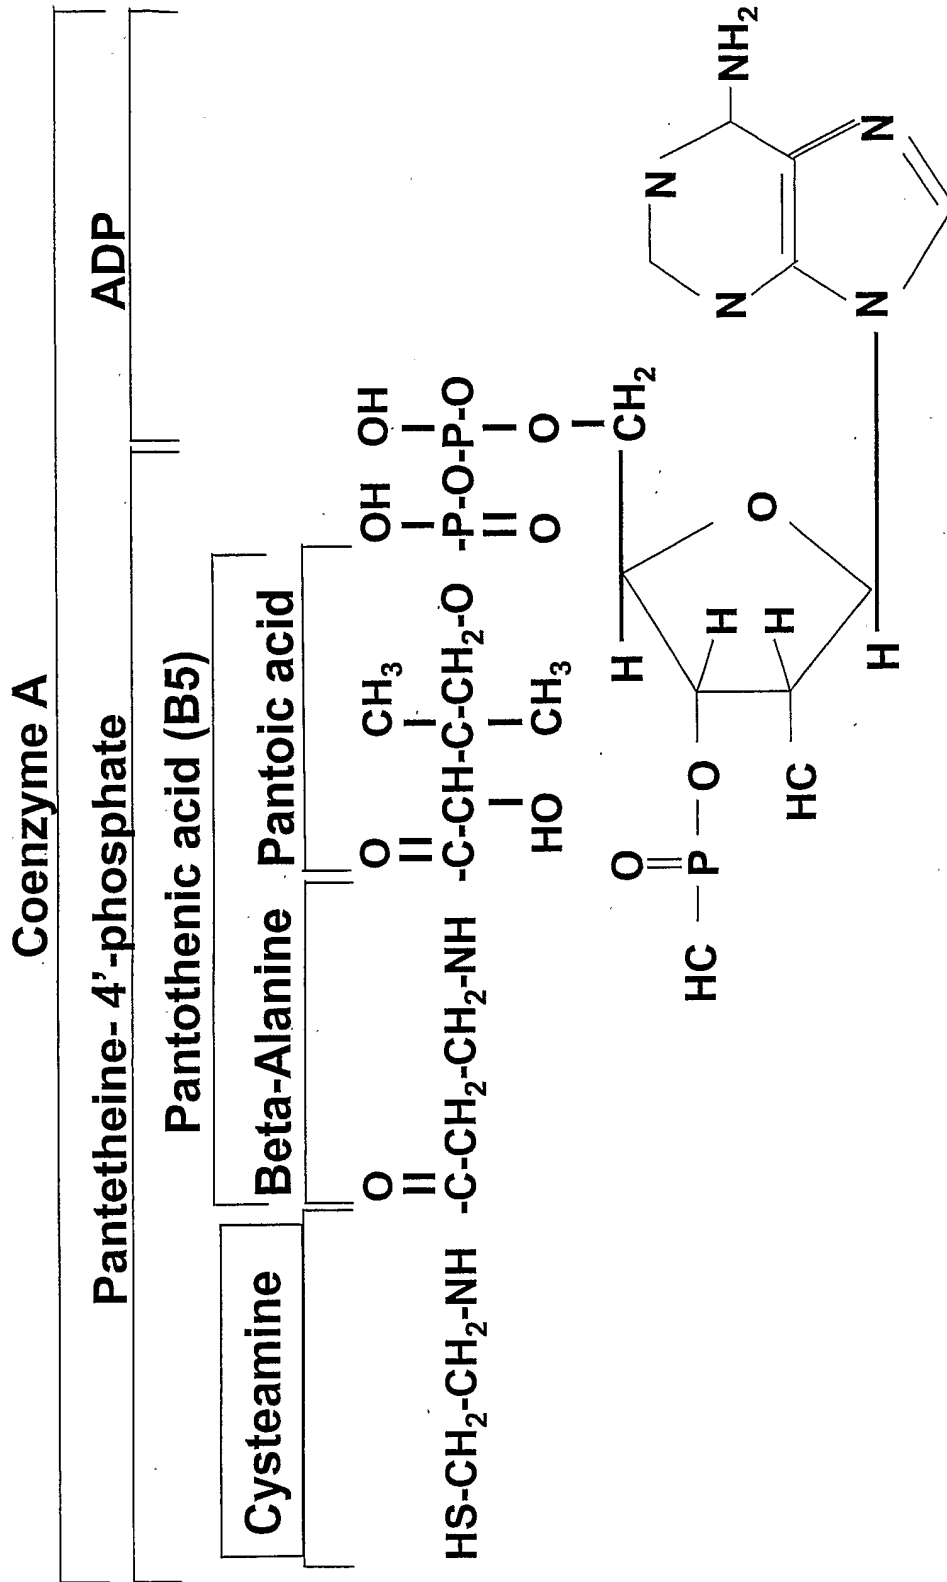 Coenzyme A
Pantetheine- 4’-phosphate ADP
Pantothenic acid (B5)
Cysteamine Beta-Alanine Pantoic acid
O O CH3 OH OH
HS-CH2-CH2-NH -C-CH2-CH2-NH -C-CH-C-CH2-O -P-O-P-O
HO CH3 O O
CH2
H
O
H H
O
HC P O
HC
H
N N
N N
NH2